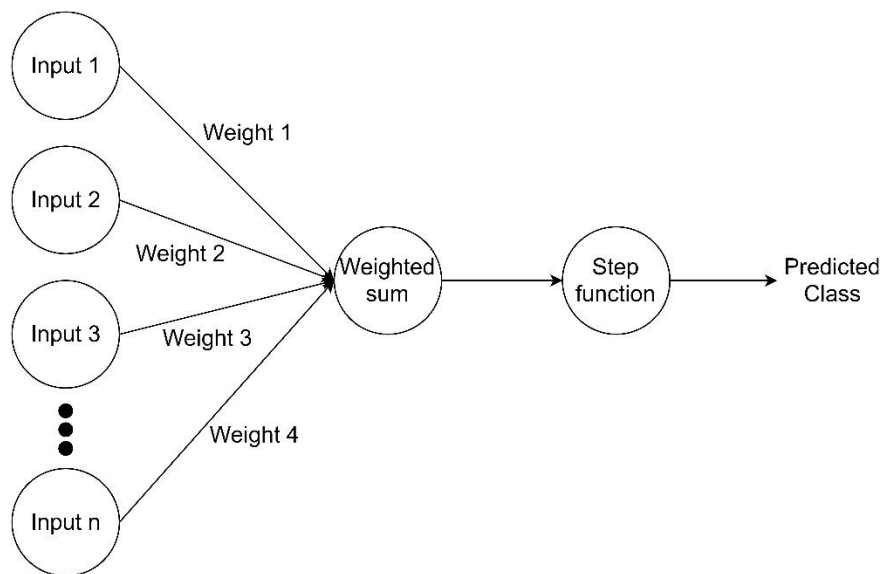 Input 1
Weight 1
Input 2
Weight 2
Weighted
sum
Step
function
Predicted
Class
Input 3
Weight 3
Weight 4
Input n